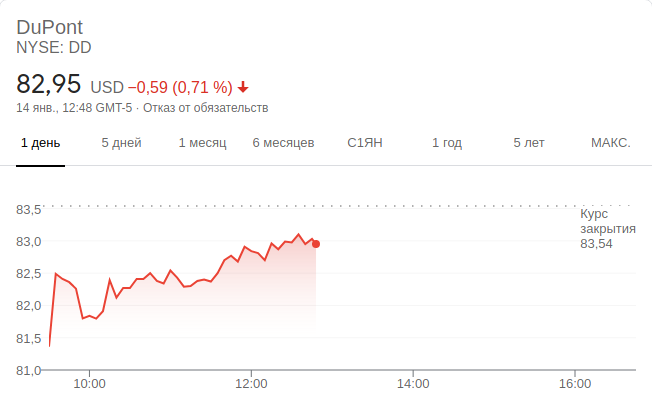 DuPont
NYSE: DD
82,95 USD −0,59 (0,71 %)
14 янв., 12:48 GMT-5 · Отказ от обязательств
1 день 5 дней 1 месяц 6 месяцев С1ЯН 1 год 5 лет МАКС.
83,5
Курс
закрытия
83,54
83,0
82,5
82,0
81,5
81,0
10:00 12:00 14:00 16:00